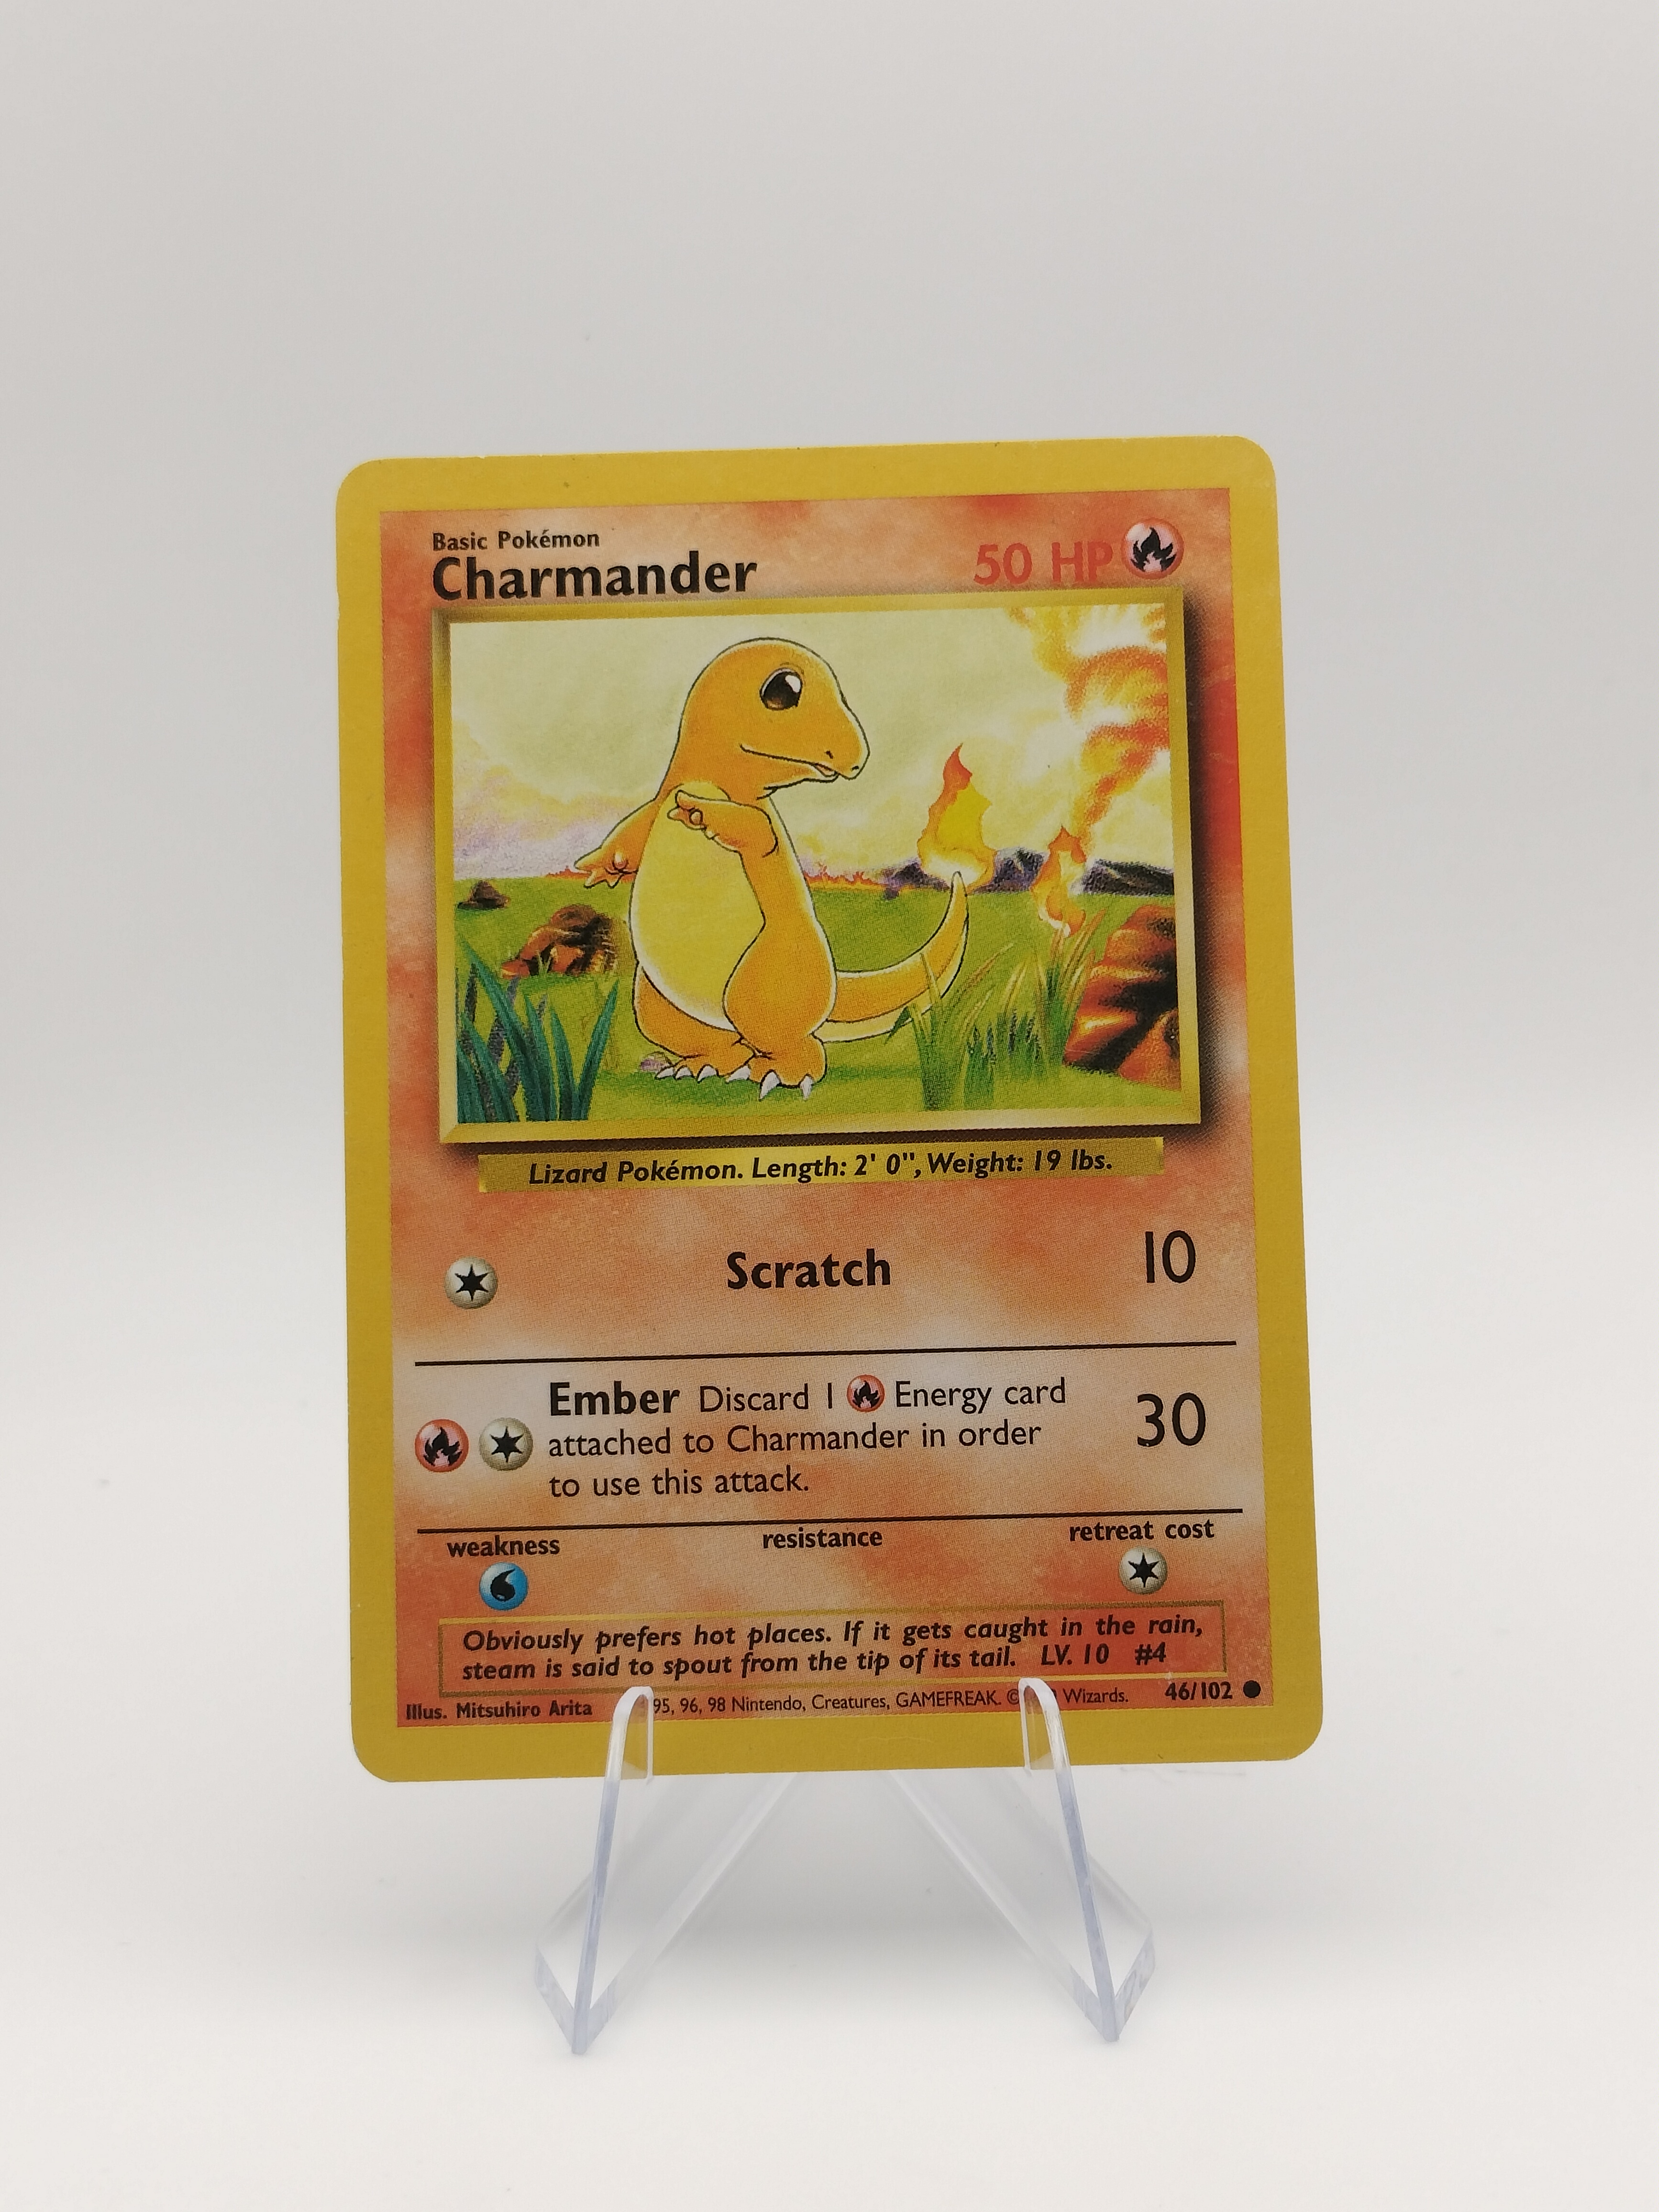 Basic Pokémon
Charmander 50 HP
Lizard Pokémon. Length: 2' 0", Weight: 19 lbs.
Scratch 10
Ember Discard 1 Energy card
attached to Charmander in order
to use this attack.
30
weakness resistance retreat cost
Obviously prefers hot places. If it gets caught in the rain,
steam is said to spout from the tip of its tail. LV. 10 #4
Illus. Mitsuhiro Arita 95, 96, 98 Nintendo, Creatures, GAMEFREAK. © Wizards. 46/102